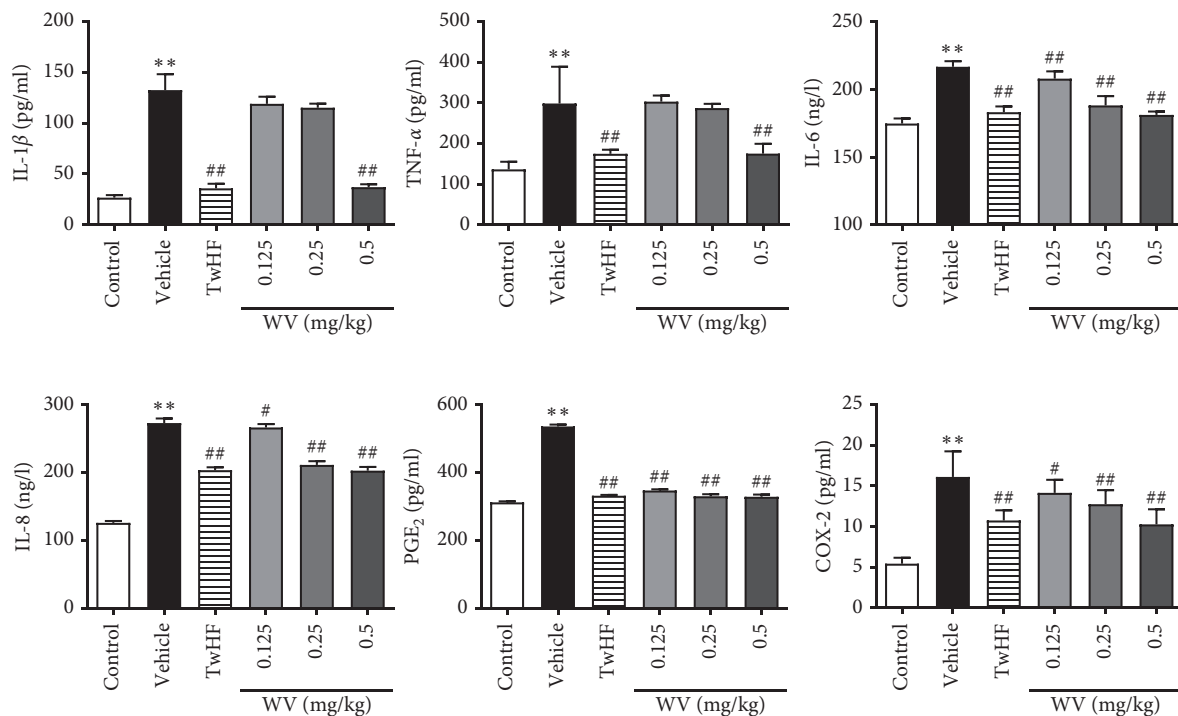 IL-1β (pg/ml)
200
150
100
50
0
**
##
##
Control
Vehicle
TwHF
0.125
0.25
0.5
WV (mg/kg)
TNF-α (pg/ml)
500
400
300
200
100
0
**
##
##
Control
Vehicle
TwHF
0.125
0.25
0.5
WV (mg/kg)
IL-6 (ng/l)
250
200
150
100
**
##
##
##
##
Control
Vehicle
TwHF
0.125
0.25
0.5
WV (mg/kg)
IL-8 (ng/l)
300
200
100
0
**
##
#
##
##
Control
Vehicle
TwHF
0.125
0.25
0.5
WV (mg/kg)
PGE₂ (pg/ml)
600
400
200
0
**
##
##
##
##
Control
Vehicle
TwHF
0.125
0.25
0.5
WV (mg/kg)
COX-2 (pg/ml)
25
20
15
10
5
0
**
##
#
##
##
Control
Vehicle
TwHF
0.125
0.25
0.5
WV (mg/kg)